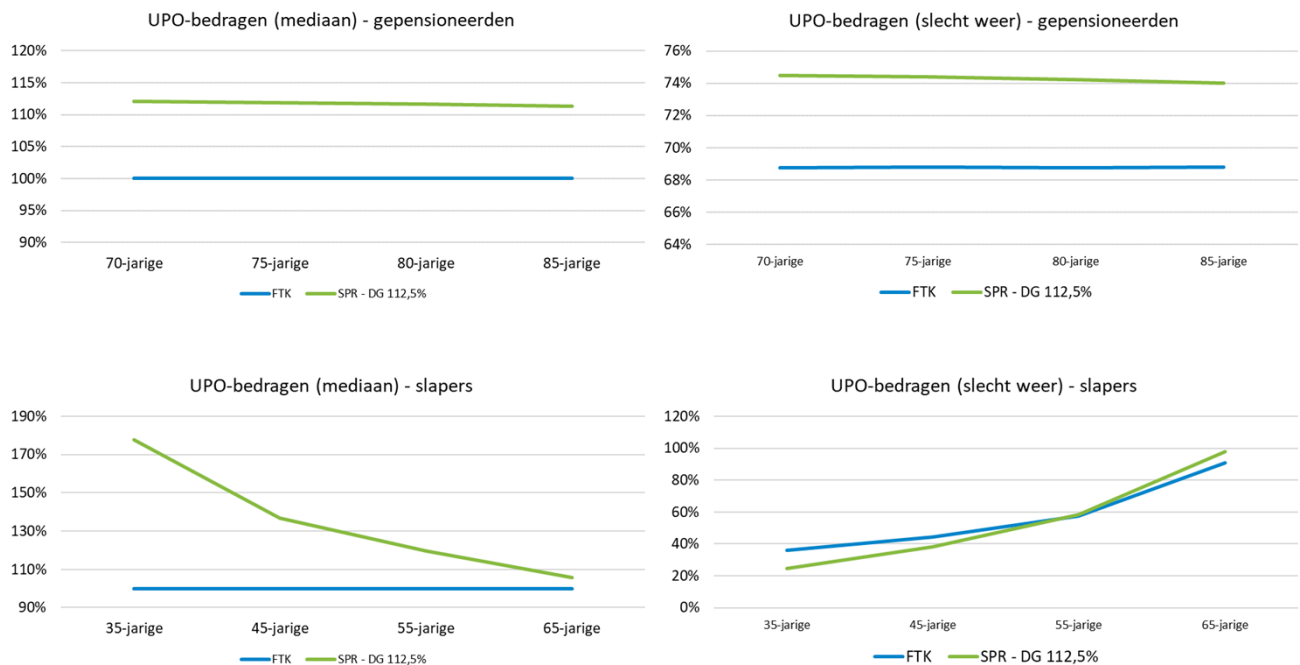 UPO-bedragen (mediaan) - gepensioneerden
120%
115%
110%
105%
100%
95%
90%
70-jarige 75-jarige 80-jarige 85-jarige
FTK SPR - DG 112,5%
UPO-bedragen (slecht weer) - gepensioneerden
76%
74%
72%
70%
68%
66%
64%
70-jarige 75-jarige 80-jarige 85-jarige
FTK SPR - DG 112,5%
UPO-bedragen (mediaan) - slapers
190%
170%
150%
130%
110%
90%
35-jarige 45-jarige 55-jarige 65-jarige
FTK SPR - DG 112,5%
UPO-bedragen (slecht weer) - slapers
120%
100%
80%
60%
40%
20%
0%
35-jarige 45-jarige 55-jarige 65-jarige
FTK SPR - DG 112,5%